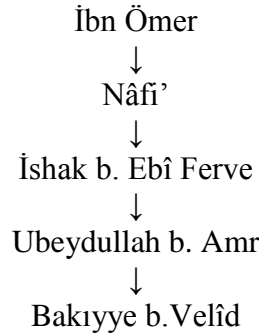 İbn Ömer
↓
Nâfi’
↓
İshak b. Ebî Ferve
↓
Ubeydullah b. Amr
↓
Bakıyye b.Velîd